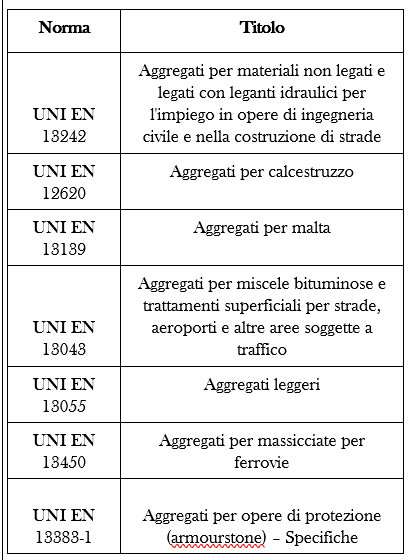 Norma
Titolo
UNI EN
13242
Aggregati per materiali non legati e
legati con leganti idraulici per
l'impiego in opere di ingegneria
civile e nella costruzione di strade
UNI EN
12620
Aggregati per calcestruzzo
UNI EN
13139
Aggregati per malta
UNI EN
13043
Aggregati per miscele bituminose e
trattamenti superficiali per strade,
aeroporti e altre aree soggette a
traffico
UNI EN
13055
Aggregati leggeri
UNI EN
13450
Aggregati per massicciate per
ferrovie
UNI EN
13383-1
Aggregati per opere di protezione
(armourstone) – Specifiche